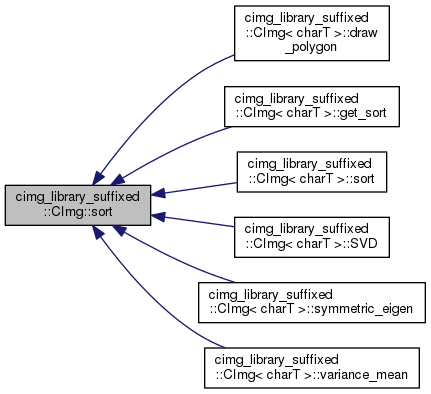 cimg_library_suffixed
::CImg< charT >::draw
_polygon
cimg_library_suffixed
::CImg< charT >::get_sort
cimg_library_suffixed
::CImg< charT >::sort
cimg_library_suffixed
::CImg::sort
cimg_library_suffixed
::CImg< charT >::SVD
cimg_library_suffixed
::CImg< charT >::symmetric_eigen
cimg_library_suffixed
::CImg< charT >::variance_mean